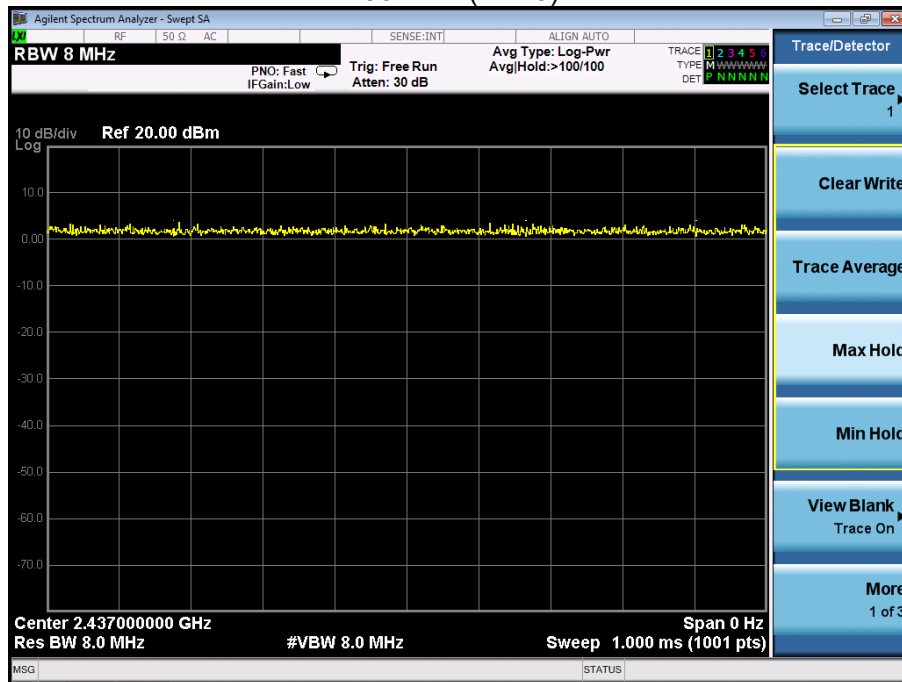 Agilent Spectrum Analyzer - Swept SA
LXI RF 50 Ω AC SENSE:INT ALIGN AUTO
RBW 8 MHz
PNO: Fast
IFGain:Low
Trig: Free Run
Atten: 30 dB
Avg Type: Log-Pwr
Avg|Hold:>100/100
TRACE 1 2 3 4 5 6
TYPE M W W W W W
DET P N N N N N
10 dB/div Ref 20.00 dBm
Log
10.0
0.00
-10.0
-20.0
-30.0
-40.0
-50.0
-60.0
-70.0
Center 2.437000000 GHz Span 0 Hz
Res BW 8.0 MHz #VBW 8.0 MHz Sweep 1.000 ms (1001 pts)
MSG STATUS
Trace/Detector
Select Trace
1
Clear Write
Trace Average
Max Hold
Min Hold
View Blank
Trace On
More
1 of 3